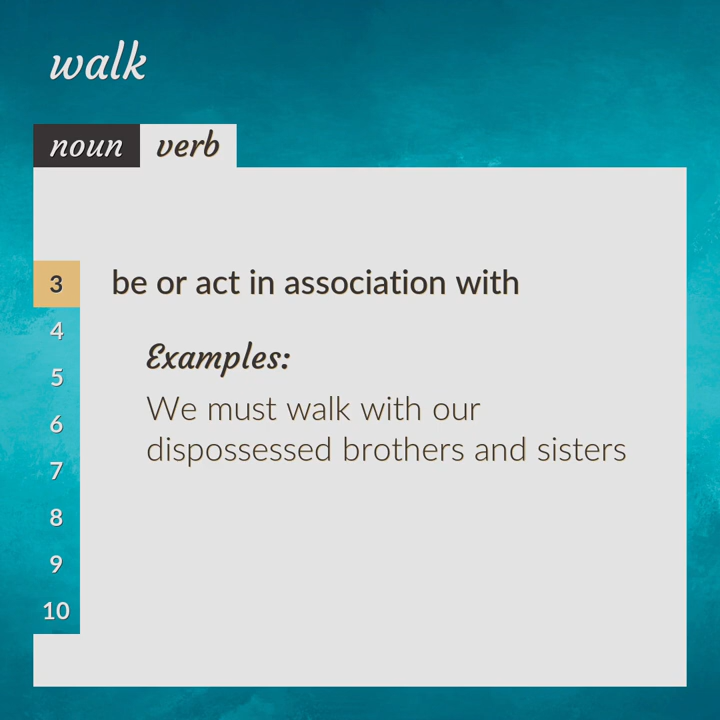 walk
noun verb
3 be or act in association with
Examples:
We must walk with our
dispossessed brothers and sisters
4
5
6
7
8
9
10